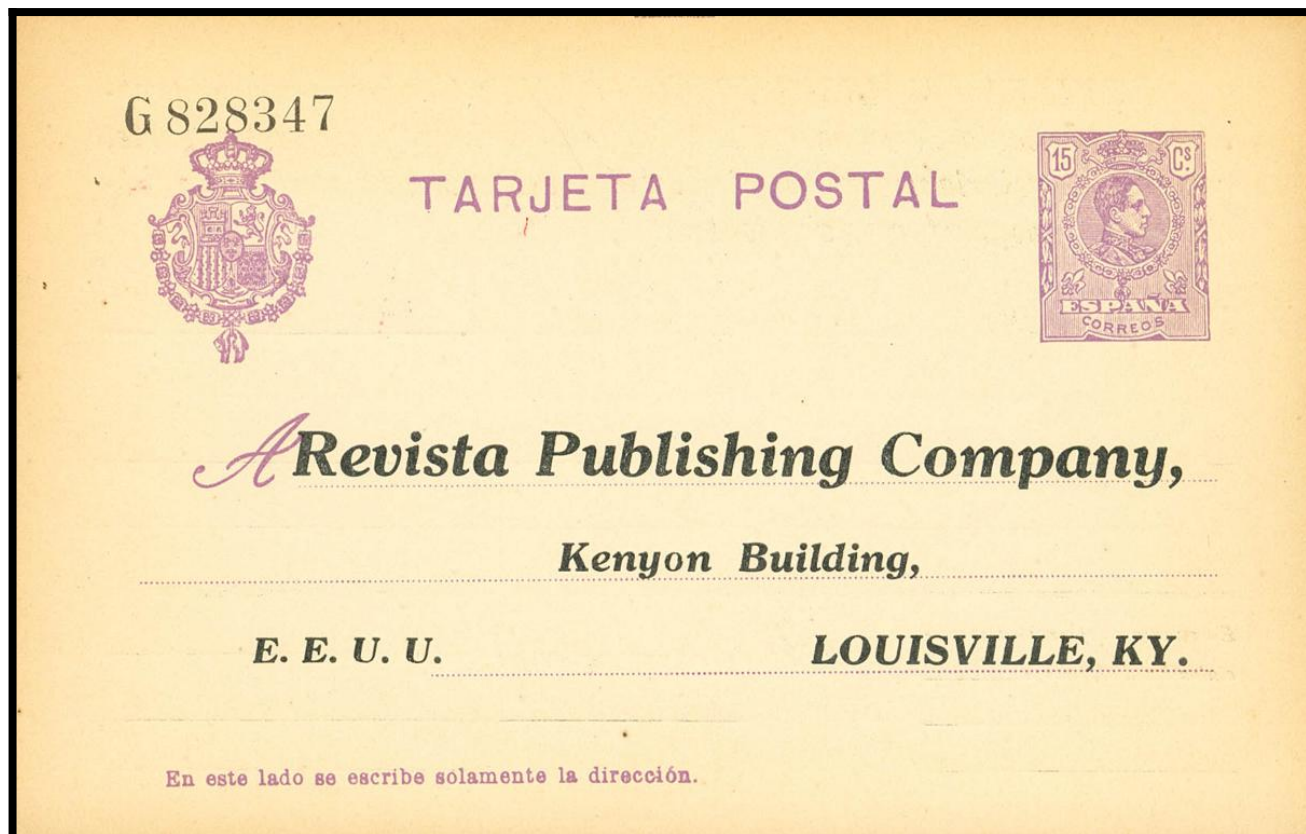 G 828347
TARJETA POSTAL
15 Cs.
ESPAÑA
CORREOS
A Revista Publishing Company,
Kenyon Building,
E. E. U. U. LOUISVILLE, KY.
En este lado se escribe solamente la dirección.